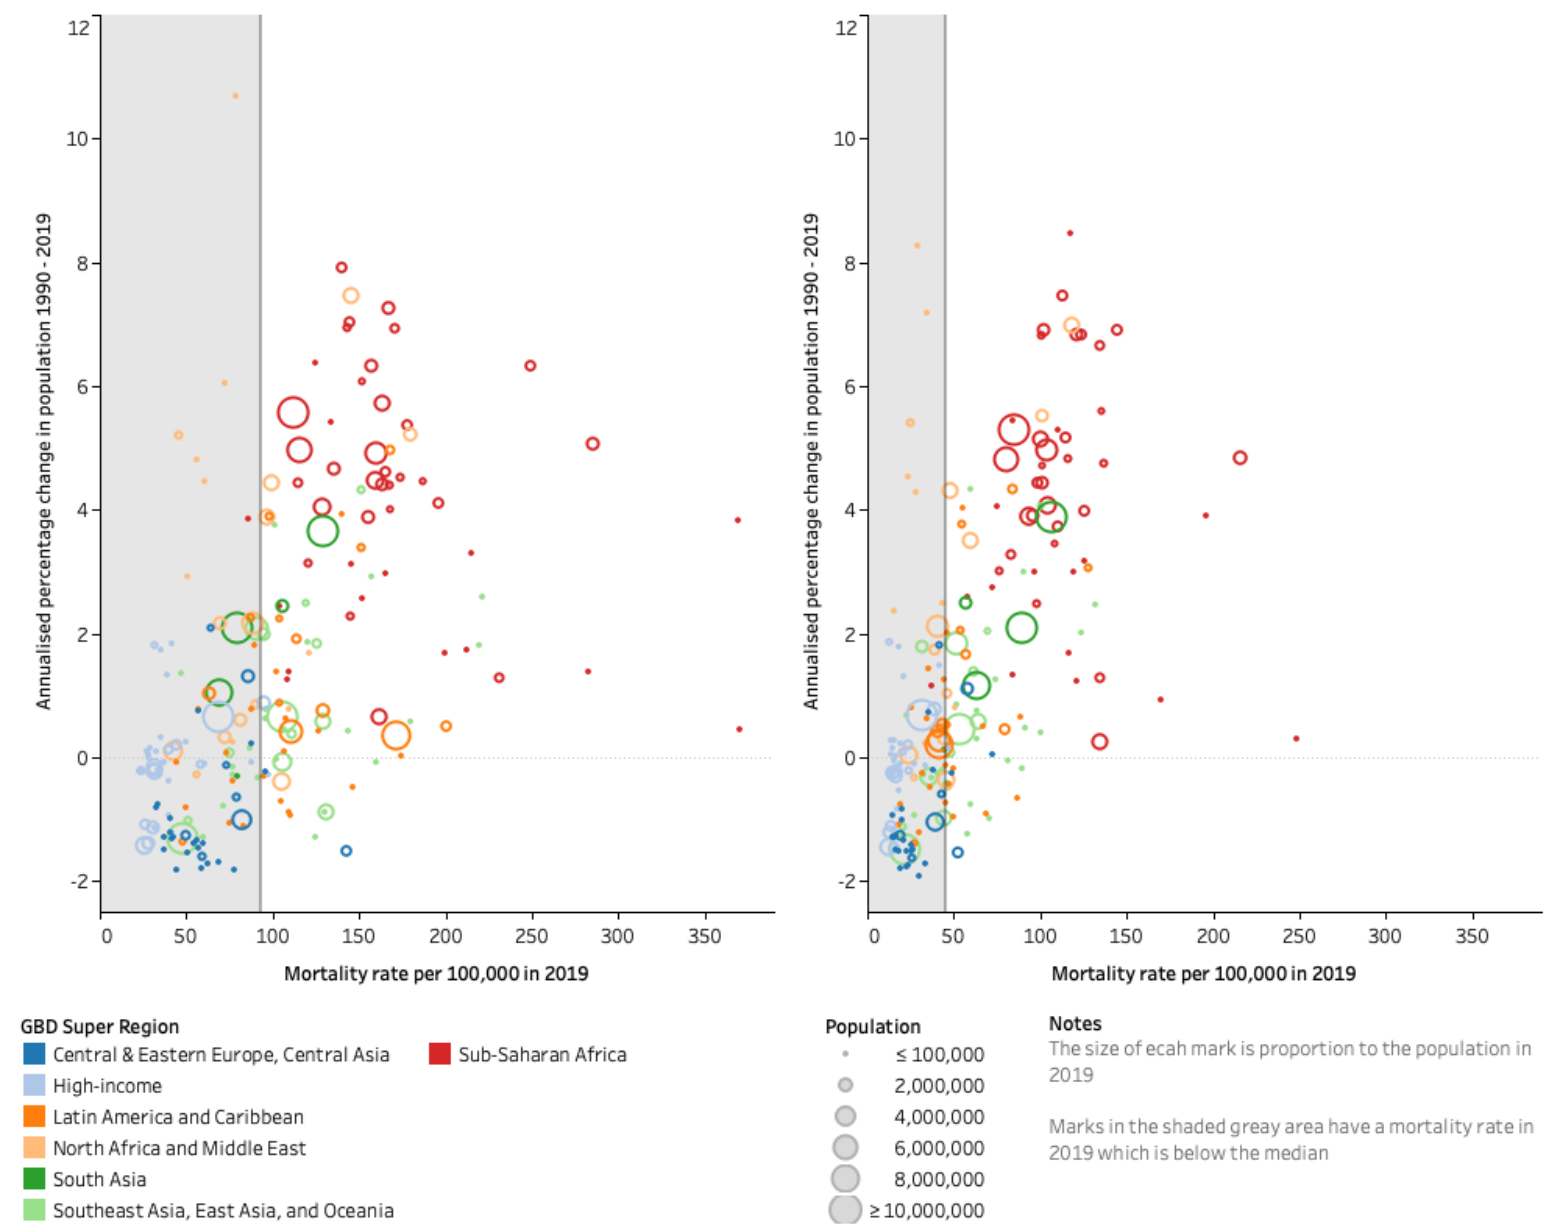 12
10
8
6
4
2
0
-2
Annualised percentage change in population 1990 - 2019
0 50 100 150 200 250 300 350
Mortality rate per 100,000 in 2019
12
10
8
6
4
2
0
-2
Annualised percentage change in population 1990 - 2019
0 50 100 150 200 250 300 350
Mortality rate per 100,000 in 2019
GBD Super Region
Central & Eastern Europe, Central Asia
Sub-Saharan Africa
High-income
Latin America and Caribbean
North Africa and Middle East
South Asia
Southeast Asia, East Asia, and Oceania
Population
≤ 100,000
2,000,000
4,000,000
6,000,000
8,000,000
≥ 10,000,000
Notes
The size of ecah mark is proportion to the population in
2019
Marks in the shaded greay area have a mortality rate in
2019 which is below the median